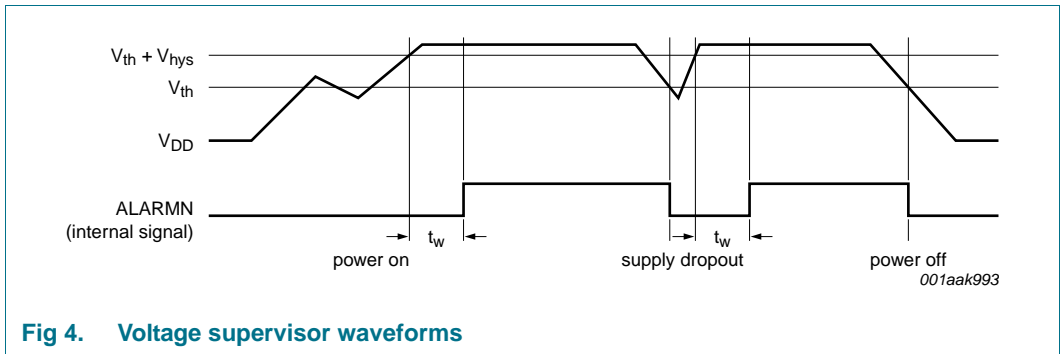 Vth + Vhys
Vth
VDD
ALARMN
(internal signal)
tw
tw
power on
supply dropout
power off
001aak993
Fig 4. Voltage supervisor waveforms